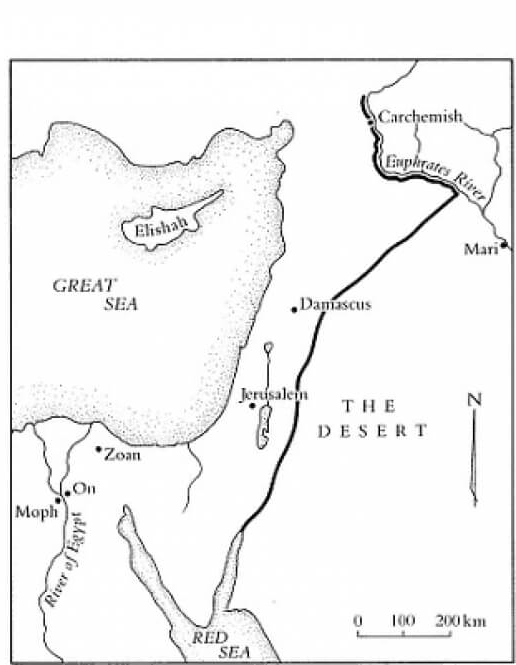 Carchemish
Euphrates River
Elishah
Mari
GREAT
SEA
Damascus
Jerusalem
THE
DESERT
N
Zoan
On
Moph
River of Egypt
0 100 200 km
RED
SEA